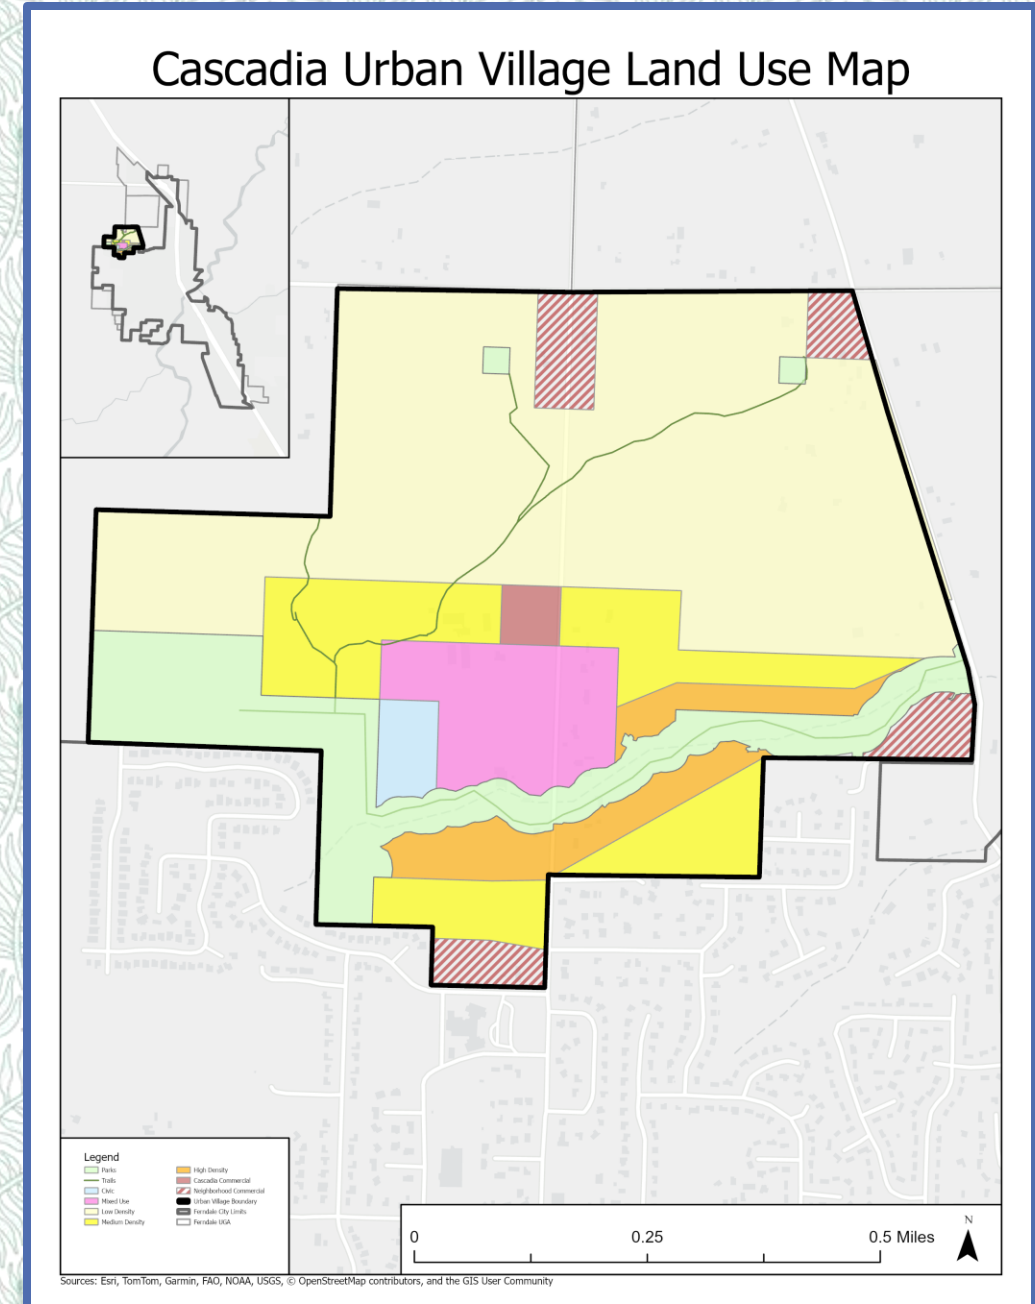 Cascadia Urban Village Land Use Map
Legend
Parks
Trails
Civic
Mixed Use
Low Density
Medium Density
High Density
Cascadia Commercial
Neighborhood Commercial
Urban Village Boundary
Ferndale City Limits
Ferndale UGA
0 0.25 0.5 Miles
N
Sources: Esri, TomTom, Garmin, FAO, NOAA, USGS, © OpenStreetMap contributors, and the GIS User Community